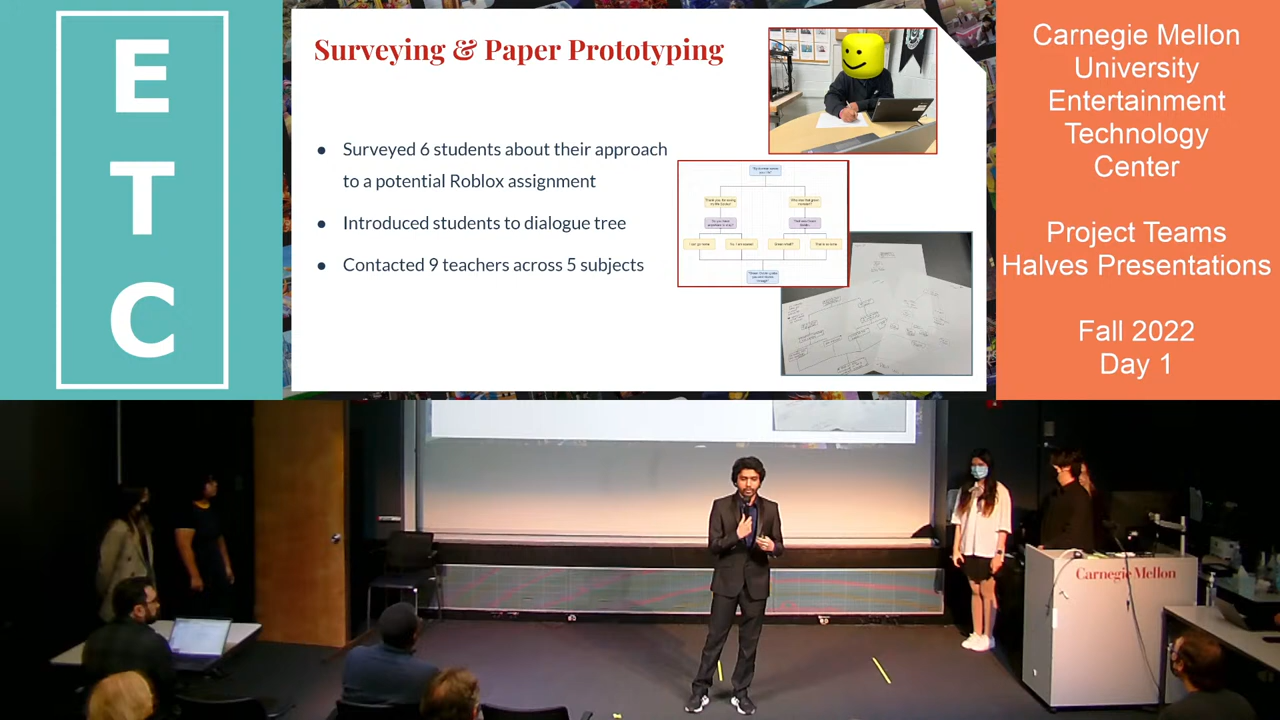 E
T
C
Surveying & Paper Prototyping
● Surveyed 6 students about their approach
to a potential Roblox assignment
● Introduced students to dialogue tree
● Contacted 9 teachers across 5 subjects
Carnegie Mellon
University
Entertainment
Technology
Center
Project Teams
Halves Presentations
Fall 2022
Day 1
Carnegie Mellon